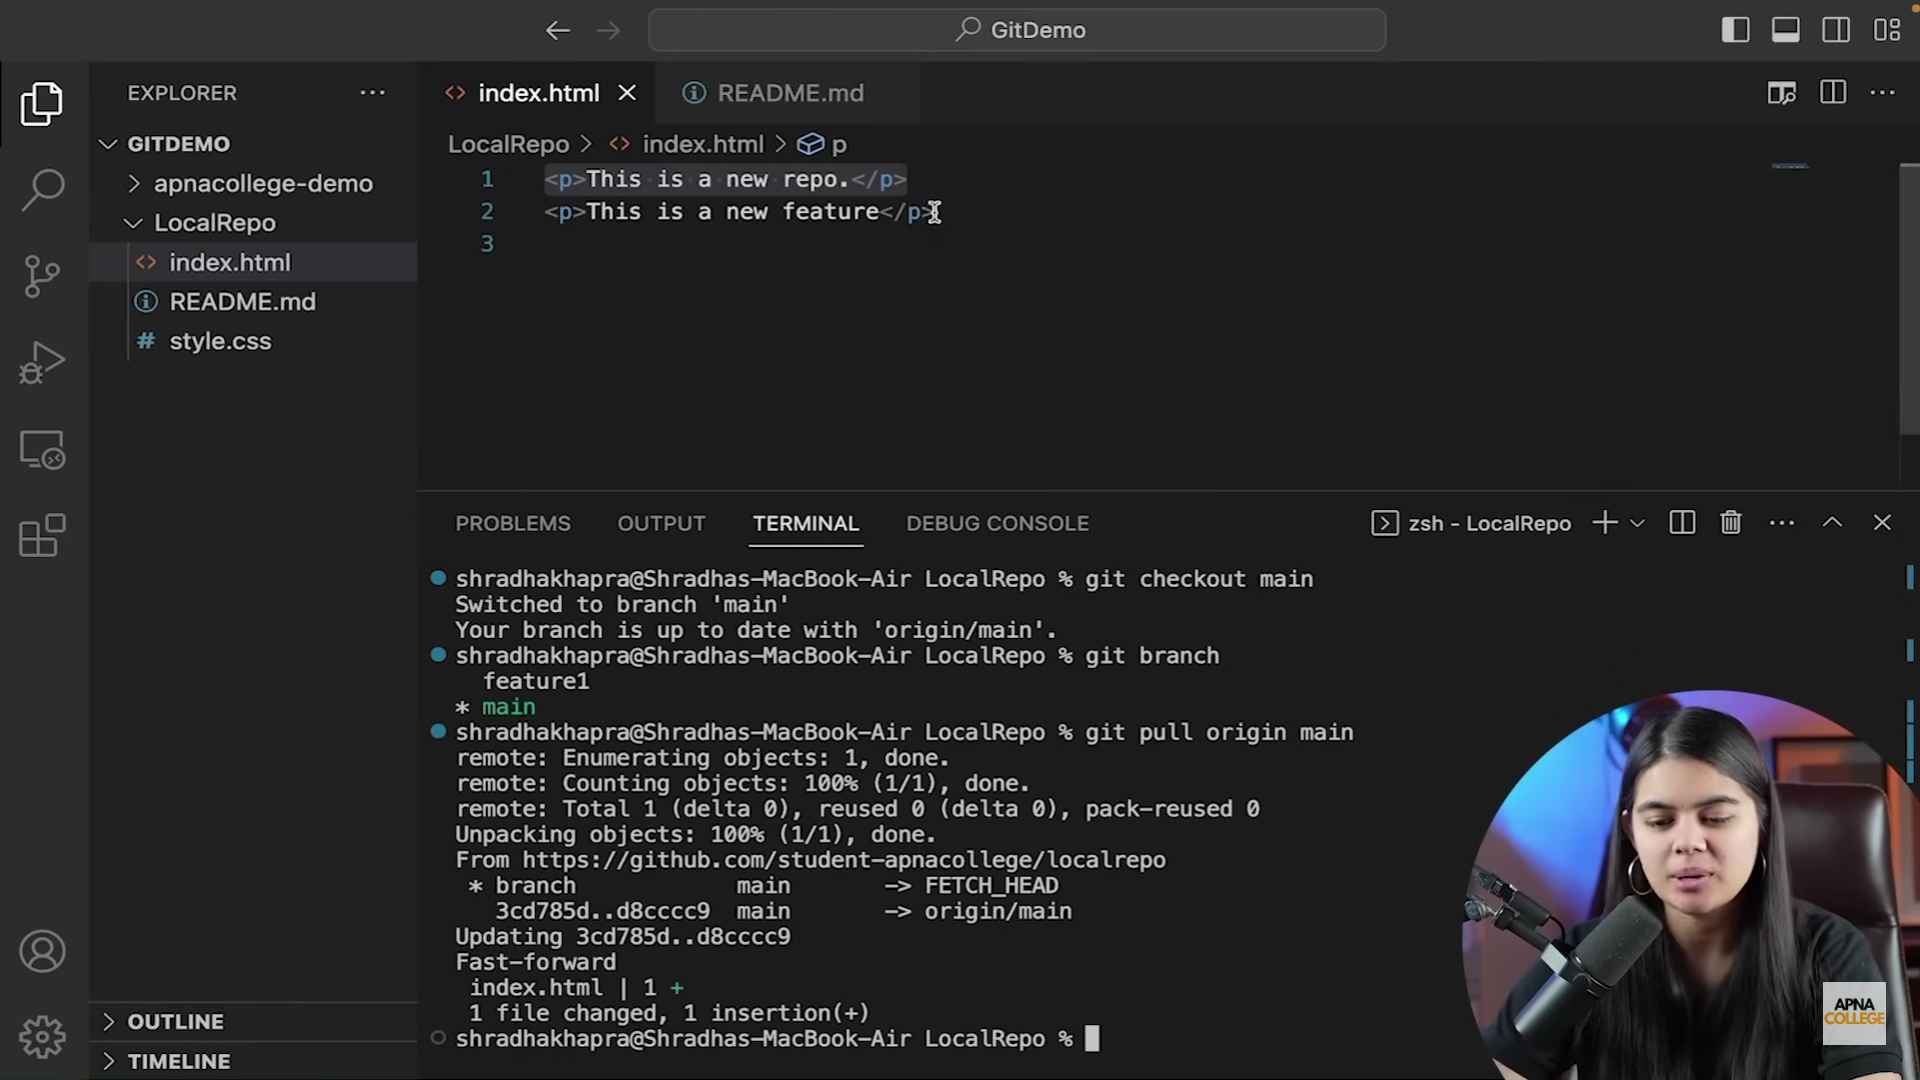 GitDemo
EXPLORER
GITDEMO
apnacollege-demo
LocalRepo
index.html
README.md
style.css
OUTLINE
TIMELINE
index.html
README.md
LocalRepo > index.html > p
1 <p>This is a new repo.</p>
2 <p>This is a new feature</p>
3
PROBLEMS OUTPUT TERMINAL DEBUG CONSOLE
zsh - LocalRepo
shradhakhapra@Shradhas-MacBook-Air LocalRepo % git checkout main
Switched to branch 'main'
Your branch is up to date with 'origin/main'.
shradhakhapra@Shradhas-MacBook-Air LocalRepo % git branch
feature1
* main
shradhakhapra@Shradhas-MacBook-Air LocalRepo % git pull origin main
remote: Enumerating objects: 1, done.
remote: Counting objects: 100% (1/1), done.
remote: Total 1 (delta 0), reused 0 (delta 0), pack-reused 0
Unpacking objects: 100% (1/1), done.
From https://github.com/student-apnacollege/localrepo
* branch main -> FETCH_HEAD
3cd785d..d8cccc9 main -> origin/main
Updating 3cd785d..d8cccc9
Fast-forward
index.html | 1 +
1 file changed, 1 insertion(+)
shradhakhapra@Shradhas-MacBook-Air LocalRepo %
APNA
COLLEGE